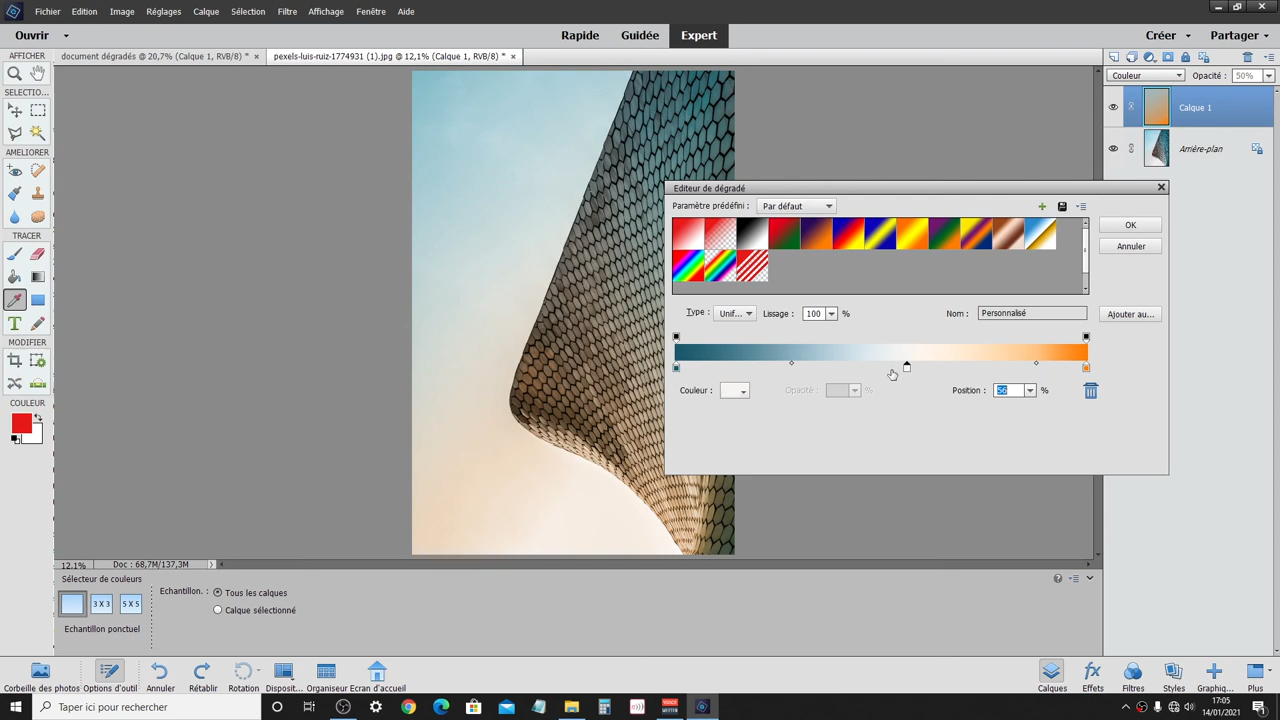 Fichier Edition Image Réglages Calque Sélection Filtre Affichage Fenêtre Aide
Ouvrir Rapide Guidée Expert Créer Partager
AFFICHER
document dégradés @ 20,7% (Calque 1, RVB/8) * × pexels-luis-ruiz-1774931 (1).jpg @ 12,1% (Calque 1, RVB/8) * ×
Couleur Opacité : 50%
SELECTIO...
Calque 1
Arrière-plan
AMELIORER
TRACER
MODIFIER
COULEUR
Editeur de dégradé
Paramètre prédéfini : Par défaut
OK
Annuler
Type : Unif... Lissage : 100 % Nom : Personnalisé Ajouter au...
Couleur : Opacité : % Position : 56 %
12,1% Doc : 68,7M/137,3M
Sélecteur de couleurs
Echantillon. : Tous les calques
Calque sélectionné
3 X 3 5 X 5
Echantillon ponctuel
Corbeille des photos Options d'outil Annuler Rétablir Rotation Disposit... Organiseur Ecran d'accueil Calques Effets Filtres Styles Graphiq... Plus
Taper ici pour rechercher
17:05
14/01/2021